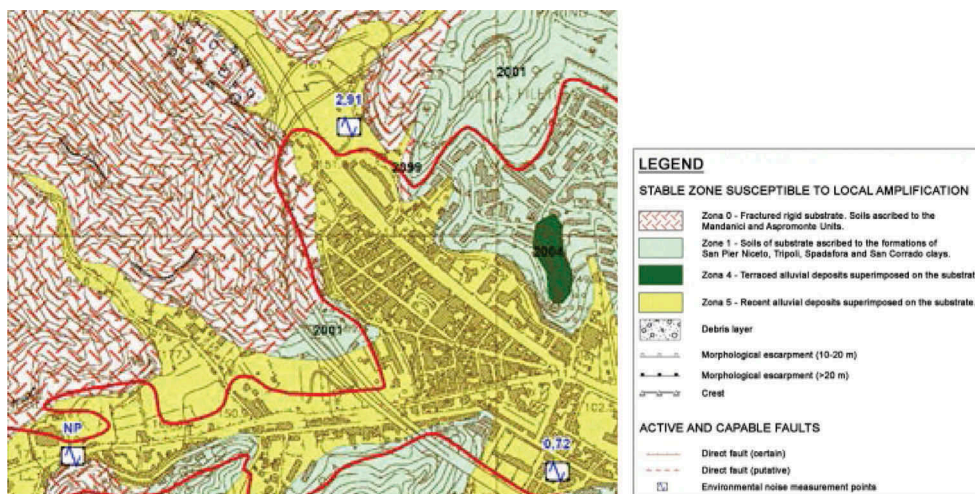 2001
2.91
2099
2004
2001
NP
0.72
LEGEND
STABLE ZONE SUSCEPTIBLE TO LOCAL AMPLIFICATION
Zona 0 - Fractured rigid substrate. Soils ascribed to the
Mandanici and Aspromonte Units.
Zone 1 - Soils of substrate ascribed to the formations of
San Pier Niceto, Tripoli, Spadafora and San Corrado clays.
Zona 4 - Terraced alluvial deposits superimposed on the substrat
Zona 5 - Recent alluvial deposits superimposed on the substrate.
Debris layer
Morphological escarpment (10-20 m)
Morphological escarpment (>20 m)
Crest
ACTIVE AND CAPABLE FAULTS
Direct fault (certain)
Direct fault (putative)
Environmental noise measurement points